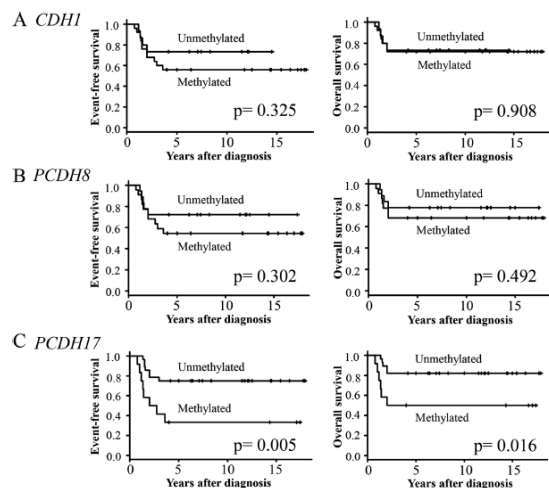 A CDH1
Event-free survival
1.0
0.8
0.6
0.4
0.2
0.0
Unmethylated
Methylated
p= 0.325
0 5 10 15
Years after diagnosis
Overall survival
1.0
0.8
0.6
0.4
0.2
0.0
Unmethylated
Methylated
p= 0.908
0 5 10 15
Years after diagnosis
B PCDH8
Event-free survival
1.0
0.8
0.6
0.4
0.2
0.0
Unmethylated
Methylated
p= 0.302
0 5 10 15
Years after diagnosis
Overall survival
1.0
0.8
0.6
0.4
0.2
0.0
Unmethylated
Methylated
p= 0.492
0 5 10 15
Years after diagnosis
C PCDH17
Event-free survival
1.0
0.8
0.6
0.4
0.2
0.0
Unmethylated
Methylated
p= 0.005
0 5 10 15
Years after diagnosis
Overall survival
1.0
0.8
0.6
0.4
0.2
0.0
Unmethylated
Methylated
p= 0.016
0 5 10 15
Years after diagnosis